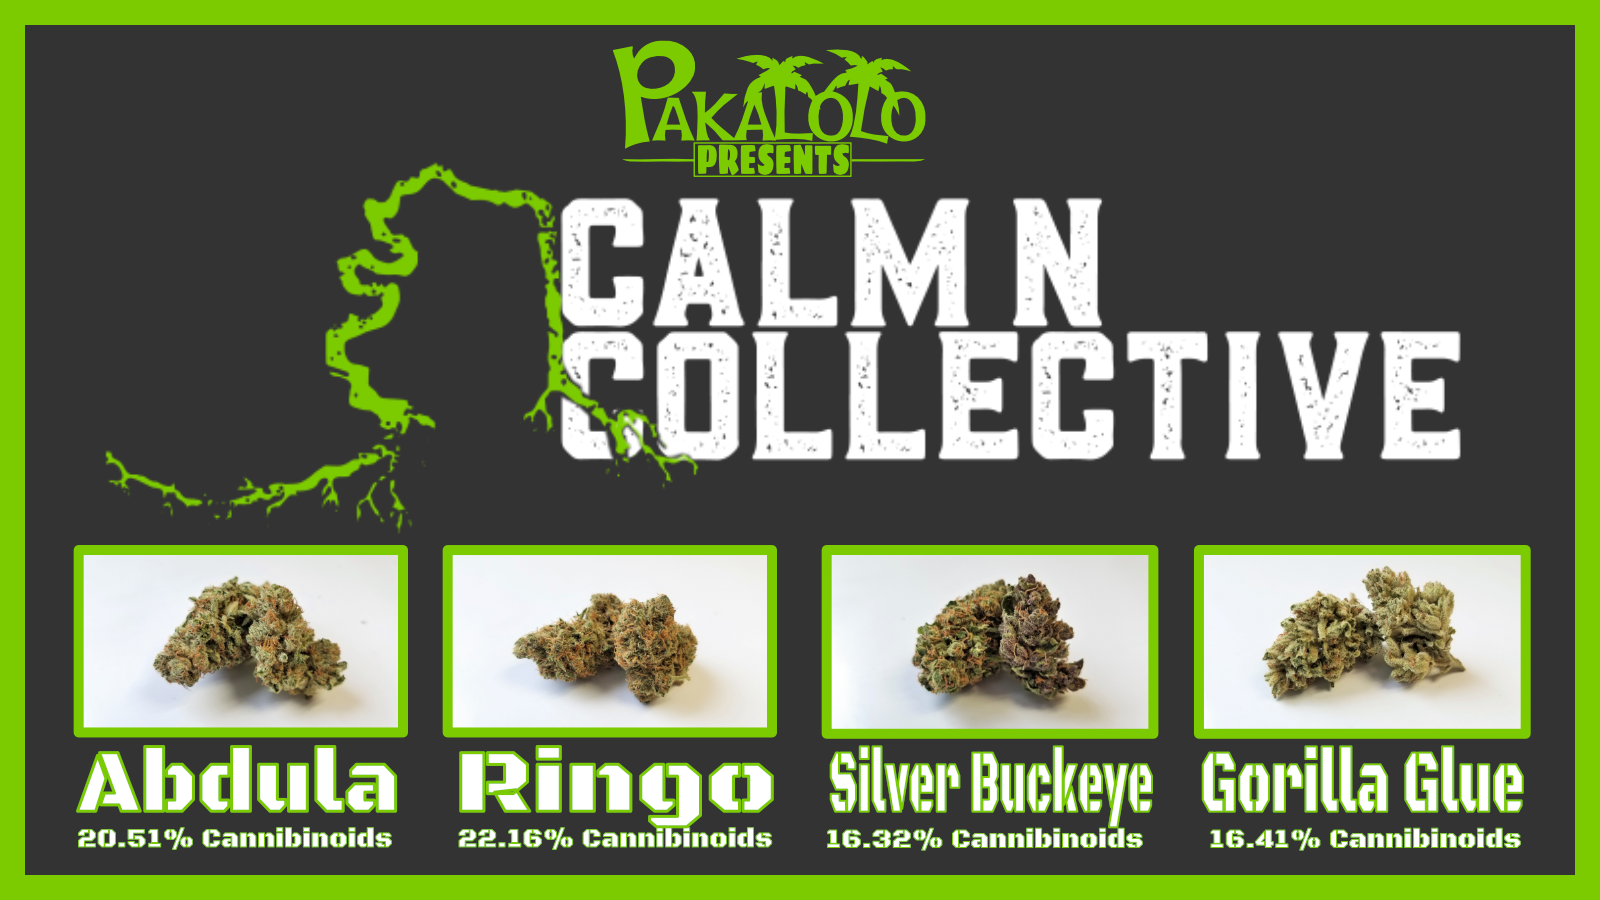 PAKALOLO
PRESENTS
CALM N
COLLECTIVE
Abdula
20.51% Cannibinoids
Ringo
22.16% Cannibinoids
Silver Buckeye
16.32% Cannibinoids
Gorilla Glue
16.41% Cannibinoids